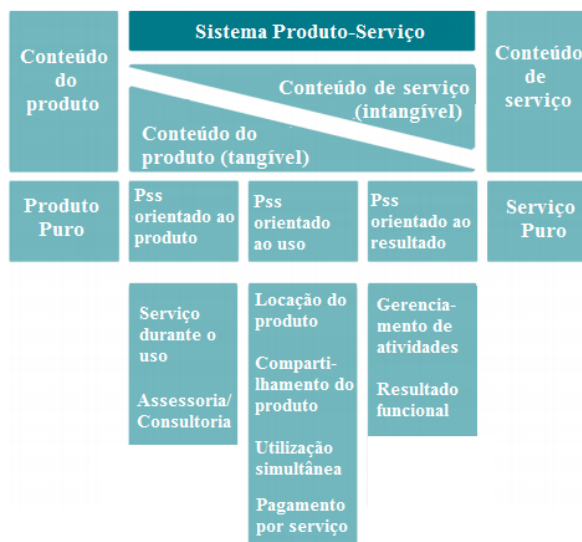 Sistema Produto-Serviço
Conteúdo
do
produto
Conteúdo de serviço
(intangível)
Conteúdo do
produto (tangível)
Conteúdo
de
serviço
Produto
Puro
Pss
orientado ao
produto
Pss
orientado
ao uso
Pss
orientado ao
resultado
Serviço
Puro
Serviço
durante o
uso
Assessoria/
Consultoria
Locação do
produto
Comparti-
lhamento do
produto
Utilização
simultânea
Pagamento
por serviço
Gerencia-
mento de
atividades
Resultado
funcional